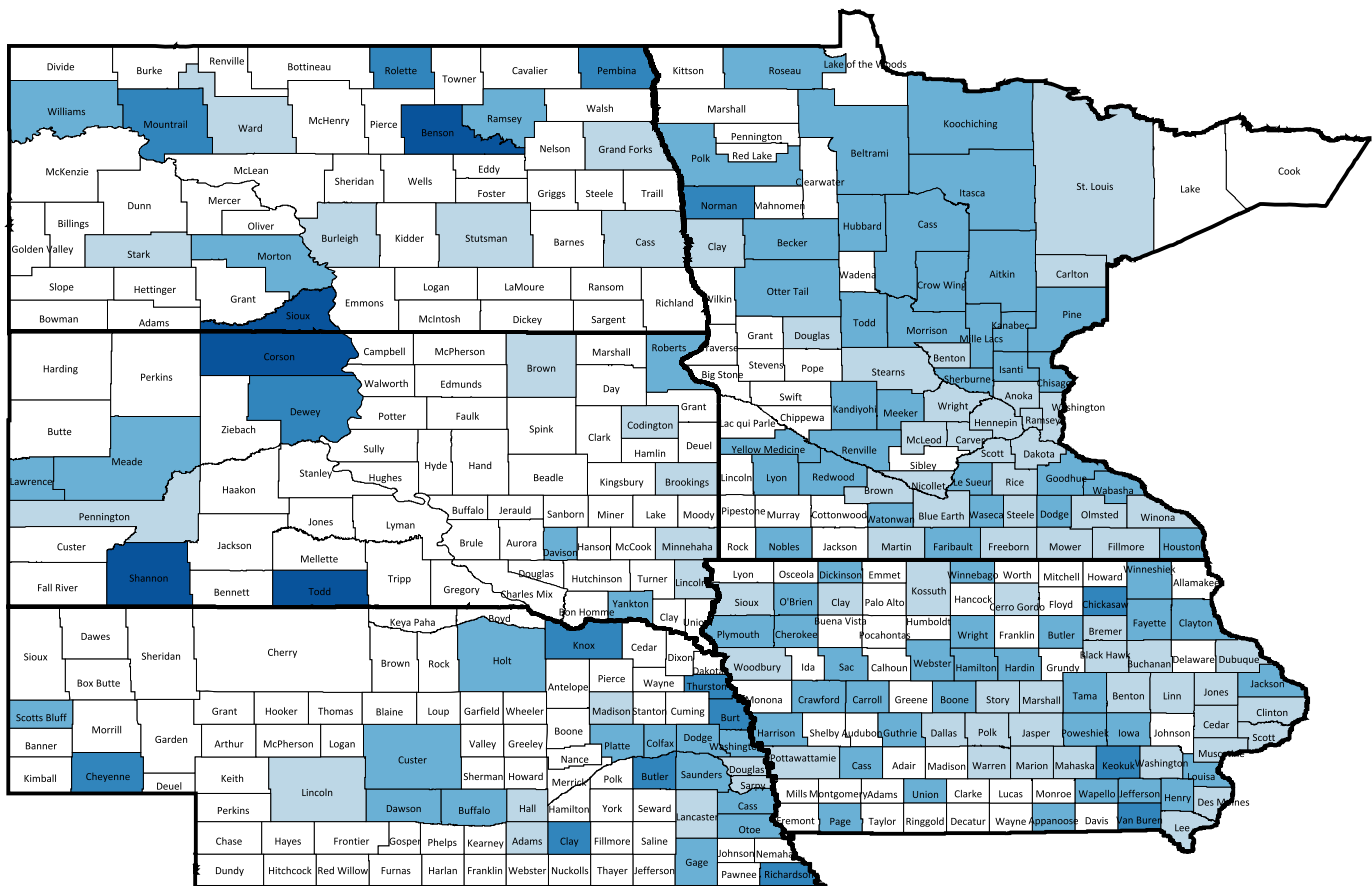 Divide
Burke
Renville
Bottineau
Rolette
Towner
Cavalier
Pembina
Williams
Mountrail
Ward
McHenry
Pierce
Benson
Ramsey
Walsh
Nelson
Grand Forks
McKenzie
McLean
Sheridan
Wells
Eddy
Foster
Griggs
Steele
Traill
Dunn
Mercer
Oliver
Billings
Golden Valley
Stark
Morton
Burleigh
Kidder
Stutsman
Barnes
Cass
Slope
Hettinger
Grant
Sioux
Emmons
Logan
LaMoure
Ransom
Richland
Bowman
Adams
McIntosh
Dickey
Sargent
Kittson
Roseau
Lake of the Woods
Marshall
Koochiching
Pennington
Red Lake
Polk
Beltrami
Clearwater
Itasca
St. Louis
Lake
Cook
Norman
Mahnomen
Hubbard
Cass
Clay
Becker
Wadena
Crow Wing
Aitkin
Carlton
Wilkin
Otter Tail
Todd
Morrison
Mille Lacs
Kanabec
Pine
Grant
Douglas
Traverse
Stevens
Pope
Stearns
Benton
Sherburne
Isanti
Chisago
Big Stone
Swift
Kandiyohi
Meeker
Wright
Anoka
Washington
Lac qui Parle
Chippewa
Hennepin
Ramsey
Yellow Medicine
Renville
McLeod
Carver
Scott
Dakota
Sibley
Lincoln
Lyon
Redwood
Brown
Nicollet
Le Sueur
Rice
Goodhue
Wabasha
Pipestone
Murray
Cottonwood
Watonwan
Blue Earth
Waseca
Steele
Dodge
Olmsted
Winona
Rock
Nobles
Jackson
Martin
Faribault
Freeborn
Mower
Fillmore
Houston
Harding
Perkins
Corson
Campbell
McPherson
Brown
Marshall
Roberts
Walworth
Edmunds
Day
Dewey
Ziebach
Potter
Faulk
Spink
Grant
Codington
Butte
Clark
Deuel
Hamlin
Meade
Sully
Hyde
Hand
Beadle
Kingsbury
Brookings
Lawrence
Haakon
Stanley
Hughes
Pennington
Jones
Lyman
Buffalo
Jerauld
Sanborn
Miner
Lake
Moody
Custer
Jackson
Mellette
Brule
Aurora
Davison
Hanson
McCook
Minnehaha
Fall River
Shannon
Bennett
Todd
Tripp
Gregory
Douglas
Charles Mix
Hutchinson
Turner
Lincoln
Bon Homme
Yankton
Clay
Union
Sioux
Dawes
Sheridan
Cherry
Keya Paha
Boyd
Brown
Rock
Holt
Knox
Cedar
Dixon
Dakota
Box Butte
Antelope
Pierce
Wayne
Thurston
Scotts Bluff
Morrill
Garden
Grant
Hooker
Thomas
Blaine
Loup
Garfield
Wheeler
Madison
Stanton
Cuming
Burt
Banner
Arthur
McPherson
Logan
Custer
Valley
Greeley
Boone
Platte
Colfax
Dodge
Washington
Kimball
Cheyenne
Deuel
Keith
Lincoln
Sherman
Howard
Nance
Merrick
Polk
Butler
Saunders
Douglas
Sarpy
Perkins
Dawson
Buffalo
Hall
Hamilton
York
Seward
Lancaster
Cass
Otoe
Chase
Hayes
Frontier
Gosper
Phelps
Kearney
Adams
Clay
Fillmore
Saline
Gage
Johnson
Nemaha
Dundy
Hitchcock
Red Willow
Furnas
Harlan
Franklin
Webster
Nuckolls
Thayer
Jefferson
Pawnee
Richardson
Lyon
Osceola
Dickinson
Emmet
Winnebago
Worth
Mitchell
Howard
Winneshiek
Allamakee
Sioux
O'Brien
Clay
Palo Alto
Kossuth
Hancock
Cerro Gordo
Floyd
Chickasaw
Plymouth
Cherokee
Buena Vista
Pocahontas
Humboldt
Wright
Franklin
Butler
Bremer
Fayette
Clayton
Woodbury
Ida
Sac
Calhoun
Webster
Hamilton
Hardin
Grundy
Black Hawk
Buchanan
Delaware
Dubuque
Monona
Crawford
Carroll
Greene
Boone
Story
Marshall
Tama
Benton
Linn
Jones
Jackson
Harrison
Shelby
Audubon
Guthrie
Dallas
Polk
Jasper
Poweshiek
Iowa
Johnson
Cedar
Clinton
Scott
Pottawattamie
Cass
Adair
Madison
Warren
Marion
Mahaska
Keokuk
Washington
Muscatine
Louisa
Mills
Montgomery
Adams
Union
Clarke
Lucas
Monroe
Wapello
Jefferson
Henry
Des Moines
Fremont
Page
Taylor
Ringgold
Decatur
Wayne
Appanoose
Davis
Van Buren
Lee